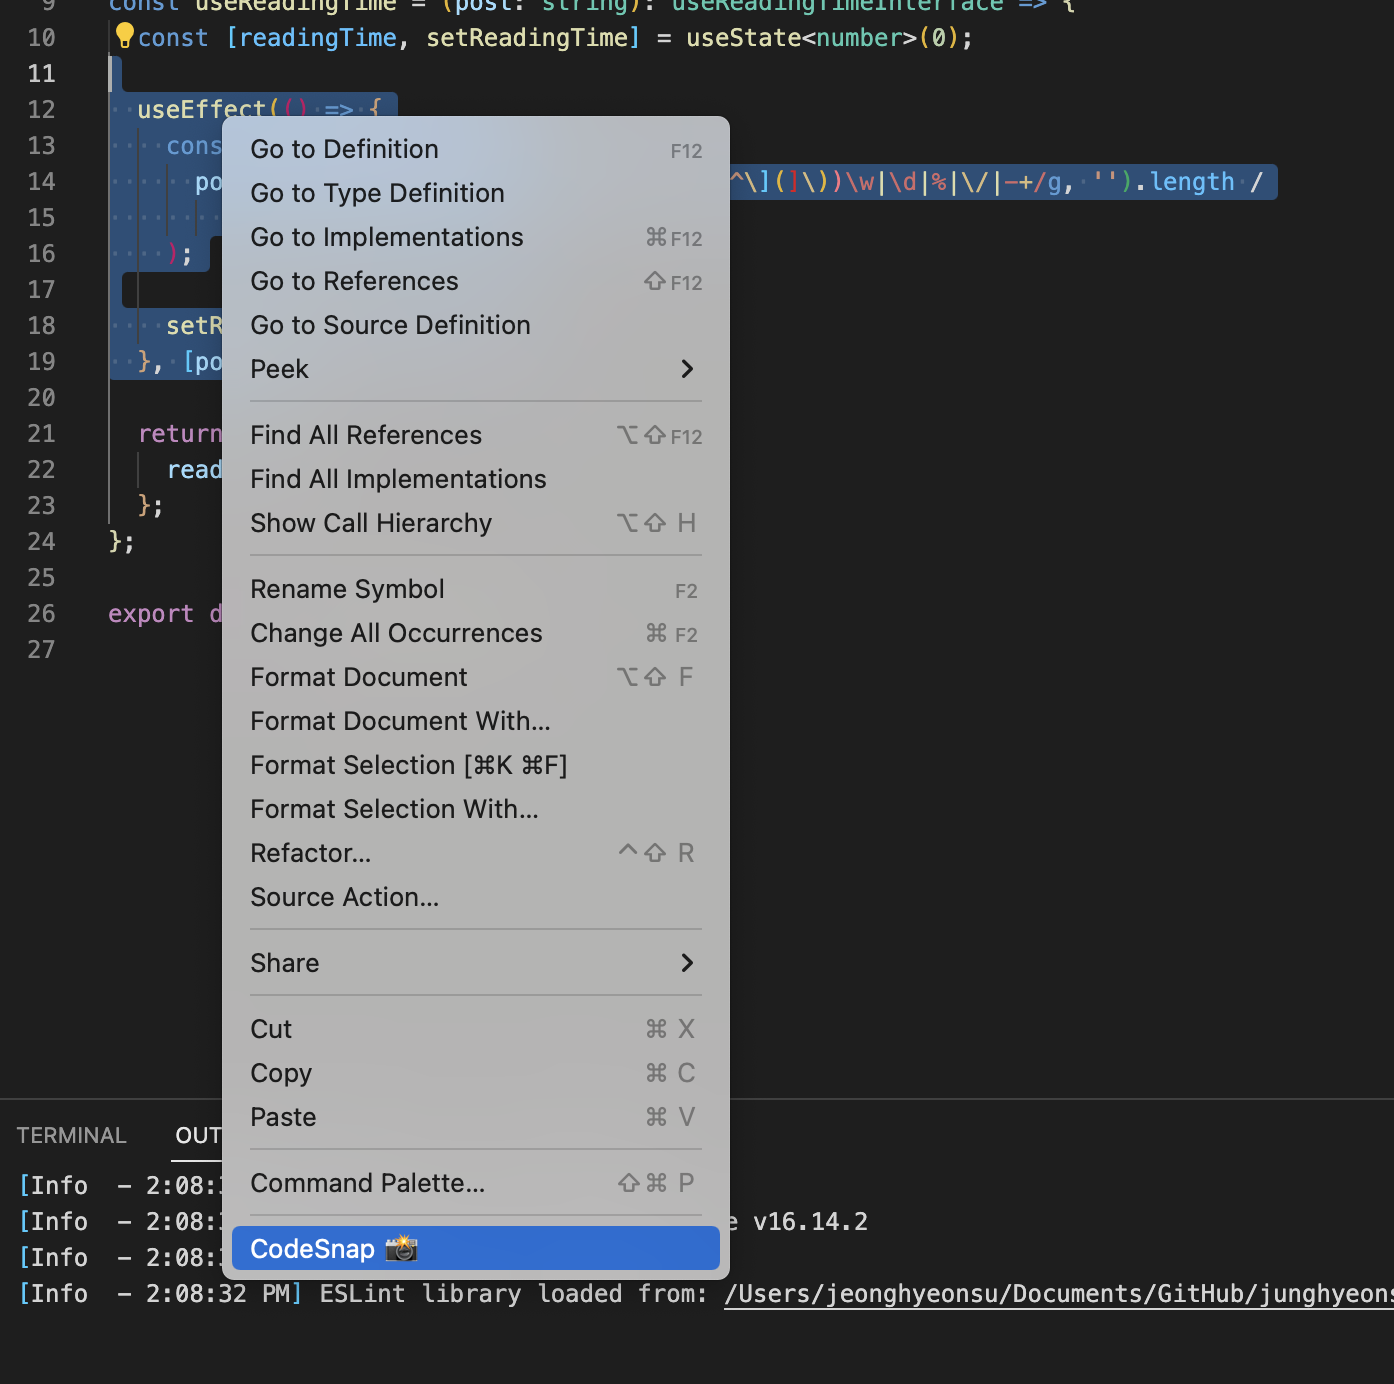 9 const useReadingTime = (post: string): useReadingTimeInterface => {
10 const [readingTime, setReadingTime] = useState<number>(0);
11
12 useEffect(() => {
13 cons
14 po ^\](]\))\w|\d|%|\/|-+/g, '').length /
15
16 );
17
18 setR
19 }, [po
20
21 return
22 read
23 };
24 };
25
26 export d
27
Go to Definition F12
Go to Type Definition
Go to Implementations ⌘F12
Go to References ⇧F12
Go to Source Definition
Peek >
Find All References ⌥⇧F12
Find All Implementations
Show Call Hierarchy ⌥⇧ H
Rename Symbol F2
Change All Occurrences ⌘ F2
Format Document ⌥⇧ F
Format Document With...
Format Selection [⌘K ⌘F]
Format Selection With...
Refactor... ^⇧ R
Source Action...
Share >
Cut ⌘ X
Copy ⌘ C
Paste ⌘ V
Command Palette... ⇧⌘ P
CodeSnap 📸
TERMINAL OUT
[Info – 2:08:
[Info – 2:08: e v16.14.2
[Info – 2:08:
[Info – 2:08:32 PM] ESLint library loaded from: /Users/jeonghyeonsu/Documents/GitHub/junghyeons